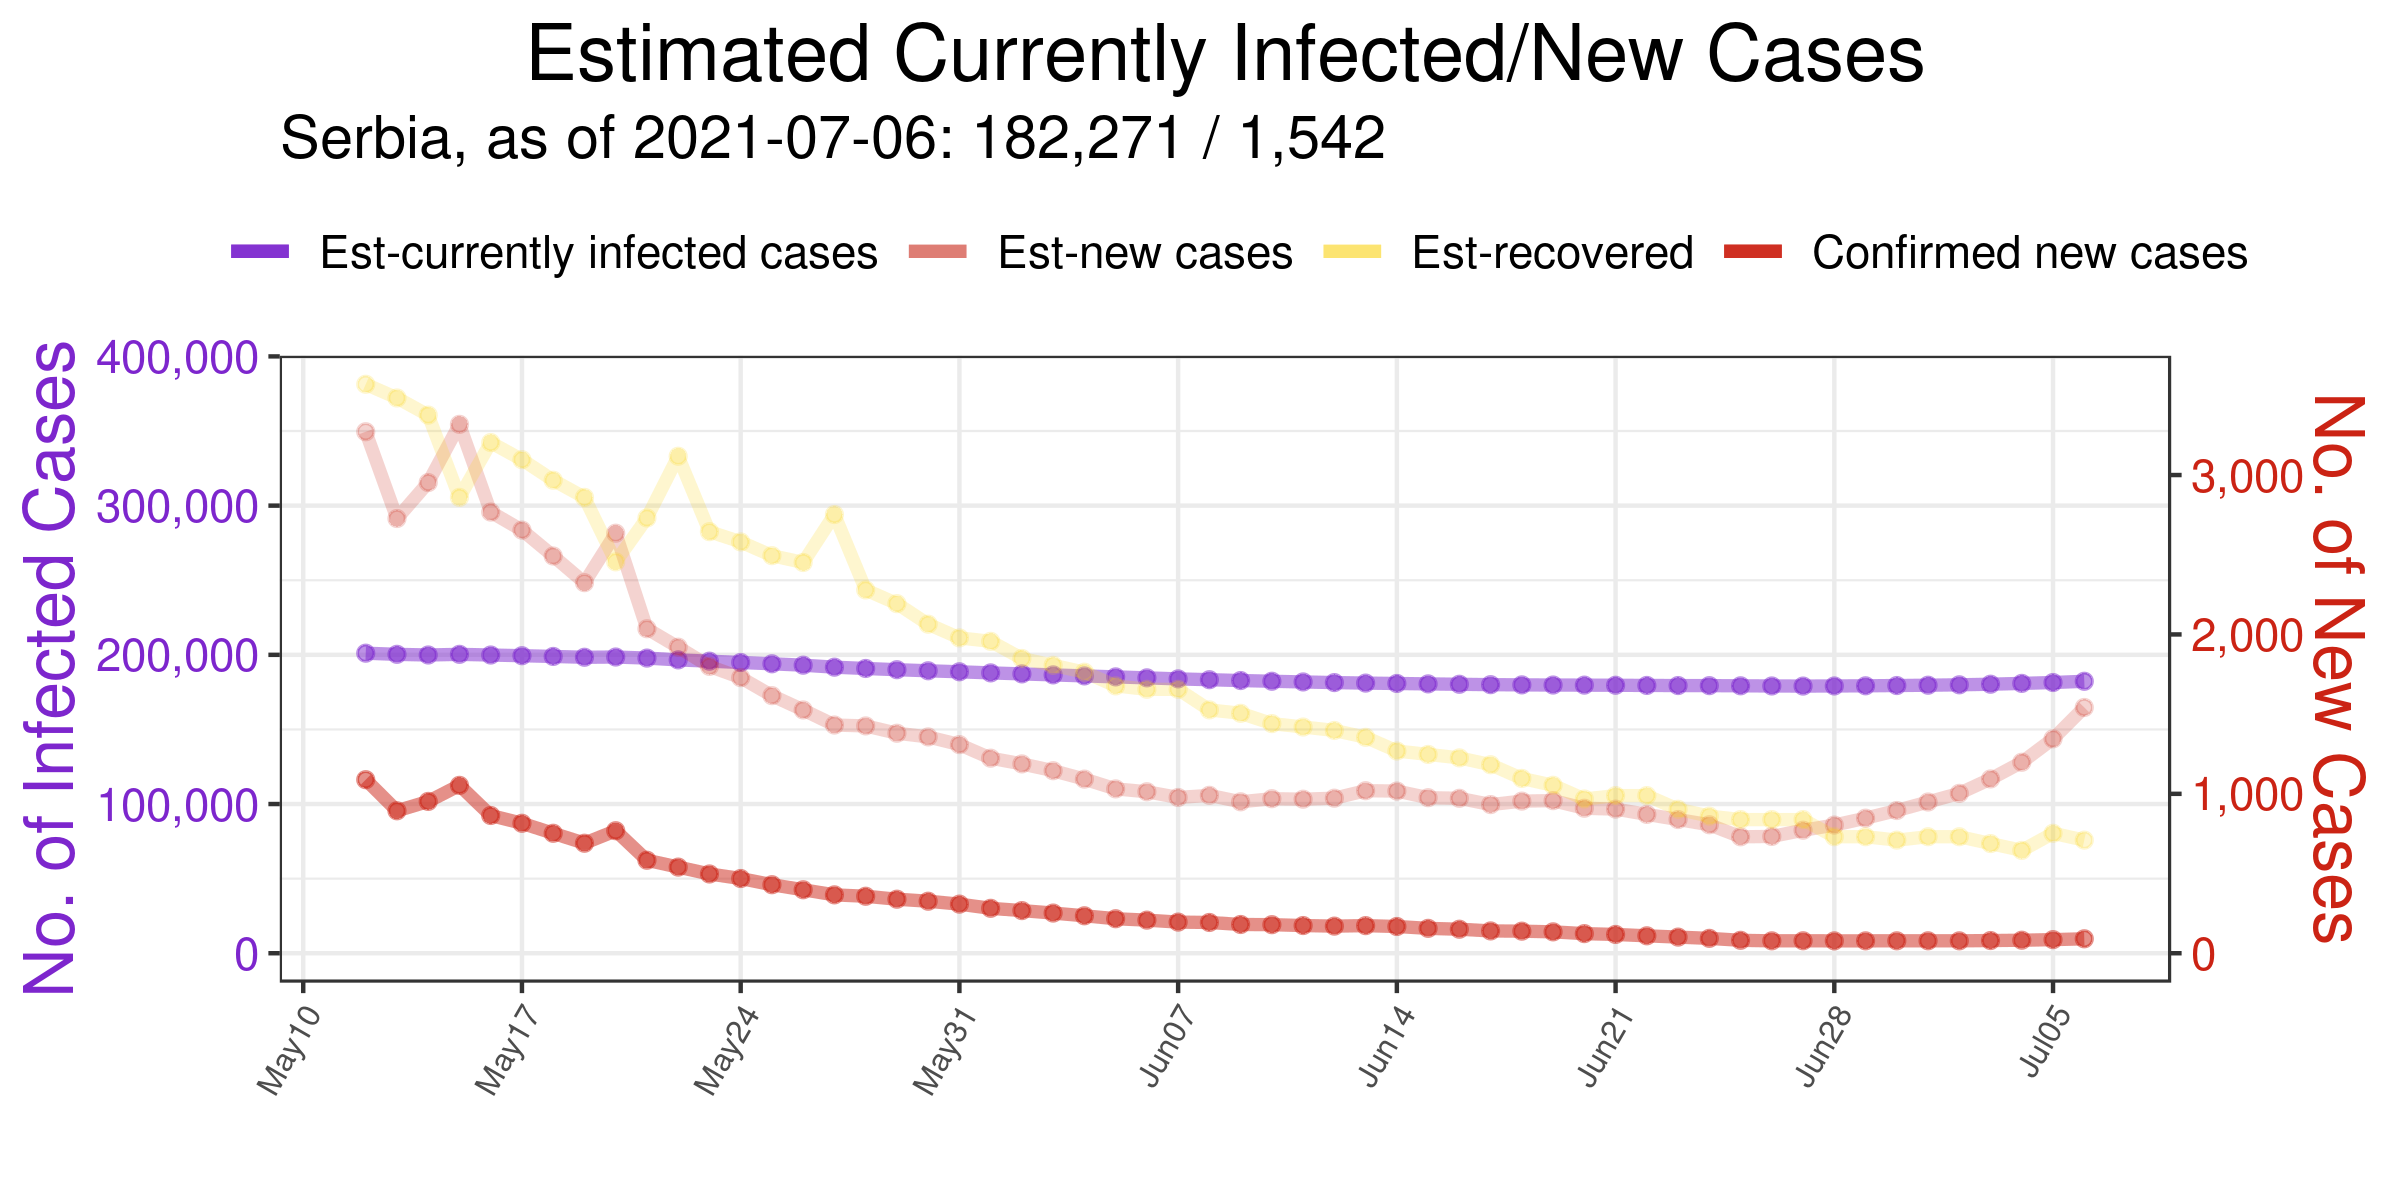 Estimated Currently Infected/New Cases
Serbia, as of 2021-07-06: 182,271 / 1,542
Est-currently infected cases Est-new cases Est-recovered Confirmed new cases
No. of Infected Cases
400,000
300,000
200,000
100,000
0
3,000
2,000
1,000
0
No. of New Cases
May10 May17 May24 May31 Jun07 Jun14 Jun21 Jun28 Jul05